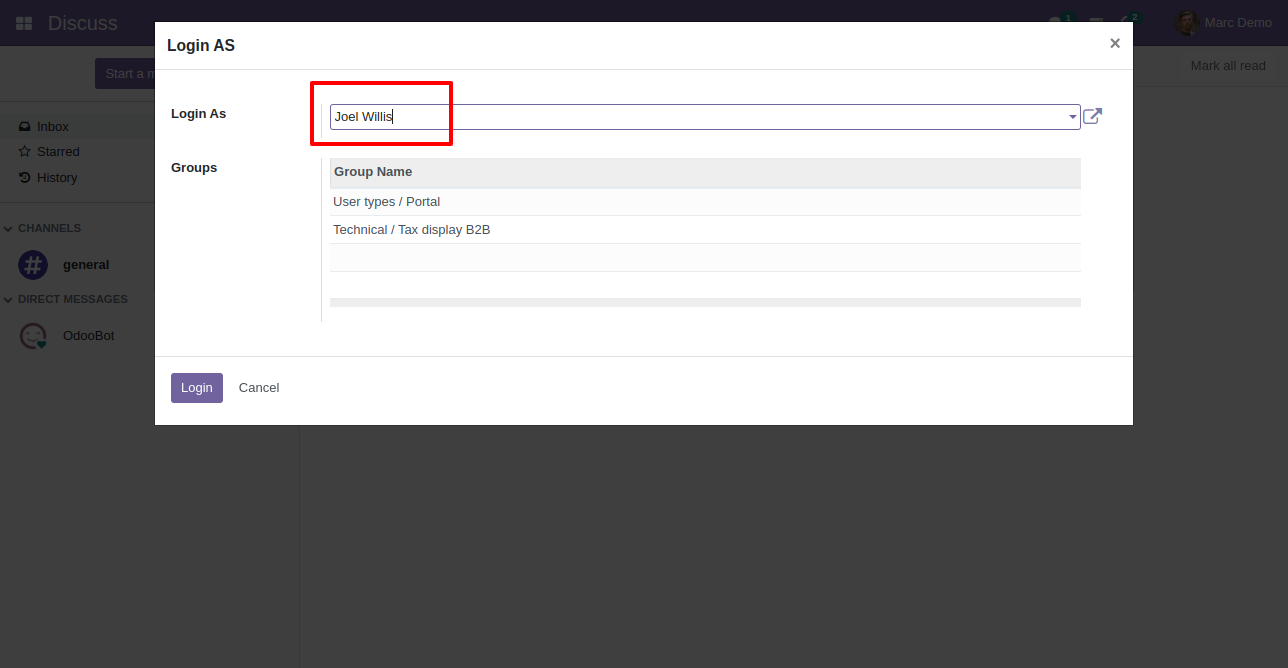 Discuss
1
2
Marc Demo
Login AS
×
Start a m
Mark all read
Login As
Joel Willis
Inbox
Starred
History
Groups
Group Name
User types / Portal
Technical / Tax display B2B
CHANNELS
general
DIRECT MESSAGES
OdooBot
Login
Cancel